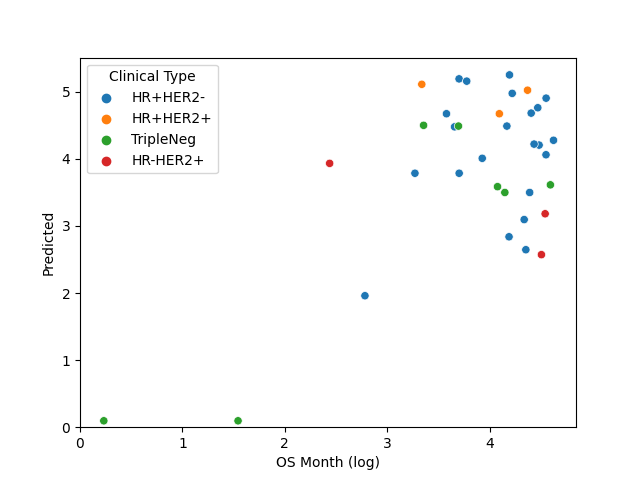 Clinical Type
HR+HER2-
HR+HER2+
TripleNeg
HR-HER2+
5
4
3
2
1
0
Predicted
0 1 2 3 4
OS Month (log)